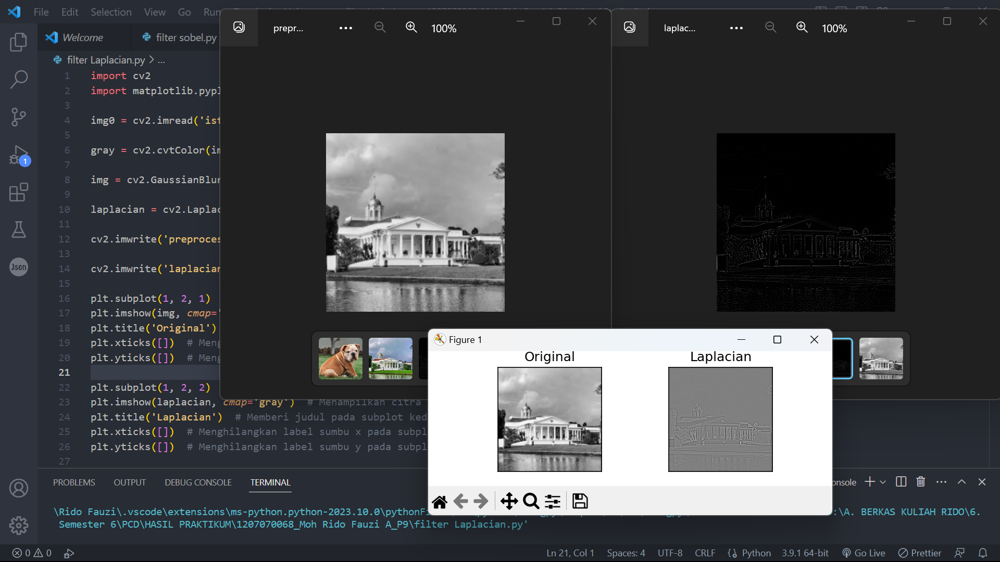 File Edit Selection View Go Run
Welcome
filter sobel.py
filter Laplacian.py > ...
1 import cv2
2 import matplotlib.pypl
3
4 img0 = cv2.imread('ist
5
6 gray = cv2.cvtColor(im
7
8 img = cv2.GaussianBlur
9
10 laplacian = cv2.Laplac
11
12 cv2.imwrite('preproces
13
14 cv2.imwrite('laplacian
15
16 plt.subplot(1, 2, 1)
17 plt.imshow(img, cmap='
18 plt.title('Original')
19 plt.xticks([]) # Meng
20 plt.yticks([]) # Meng
21
22 plt.subplot(1, 2, 2)
23 plt.imshow(laplacian, cmap='gray') # Menampilkan citra
24 plt.title('Laplacian') # Memberi judul pada subplot ked
25 plt.xticks([]) # Menghilangkan label sumbu x pada subpl
26 plt.yticks([]) # Menghilangkan label sumbu y pada subpl
27
1
Json
prepr... ... 100%
laplac... ... 100%
Figure 1
Original
Laplacian
PROBLEMS OUTPUT DEBUG CONSOLE TERMINAL
onsole
\Rido Fauzi\.vscode\extensions\ms-python.python-2023.10.0\pythonFi
:\A. BERKAS KULIAH RIDO\6.
Semester 6\PCD\HASIL PRAKTIKUM\1207070068_Moh Rido Fauzi A_P9\filter Laplacian.py'
0 0
Ln 21, Col 1 Spaces: 4 UTF-8 CRLF Python 3.9.1 64-bit Go Live Prettier